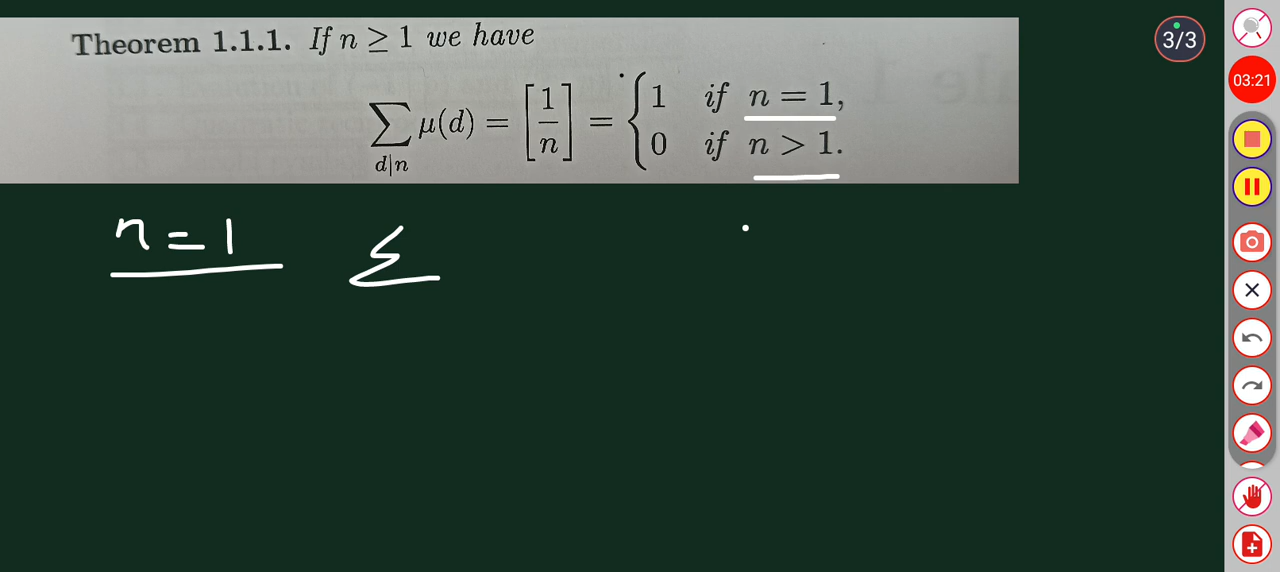 Theorem 1.1.1. If n ≥ 1 we have
∑ μ(d) = [1/n] = { 1 if n = 1,
d|n 0 if n > 1.
n = 1 ∑
3/3
03:21